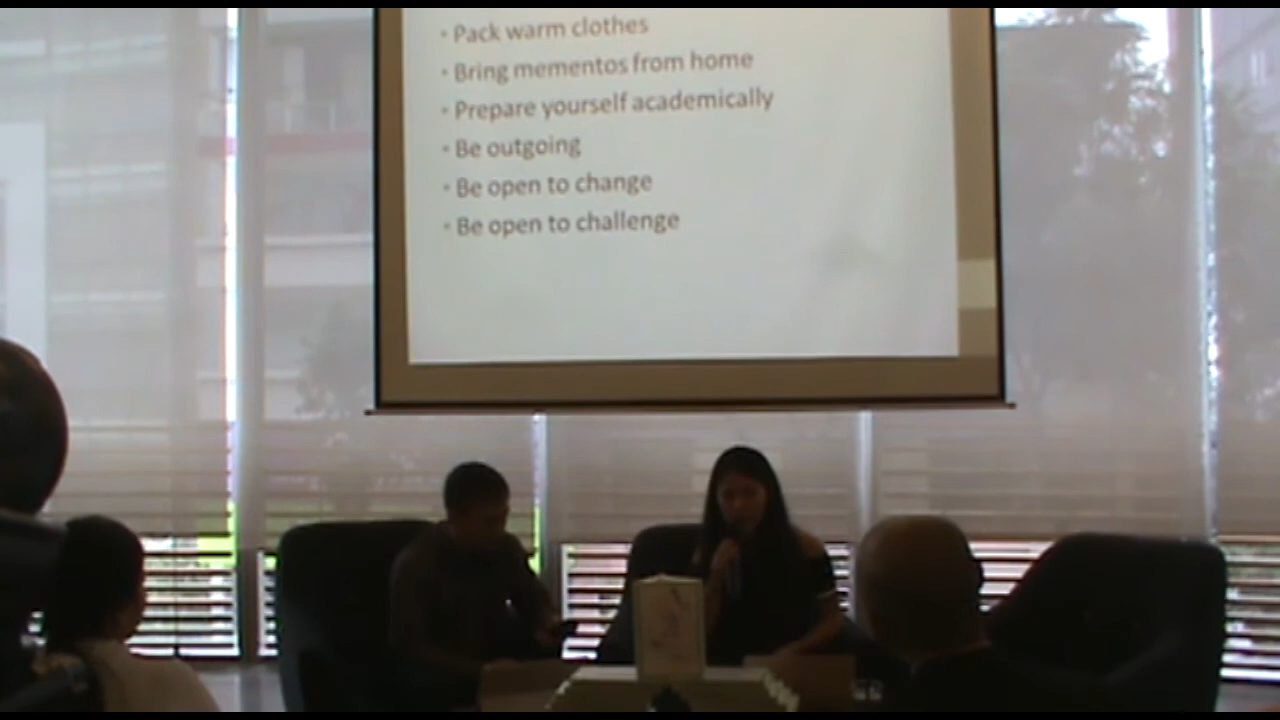 • Pack warm clothes
• Bring mementos from home
• Prepare yourself academically
• Be outgoing
• Be open to change
• Be open to challenge